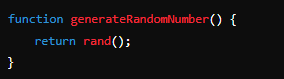 function generateRandomNumber() {
    return rand();
}